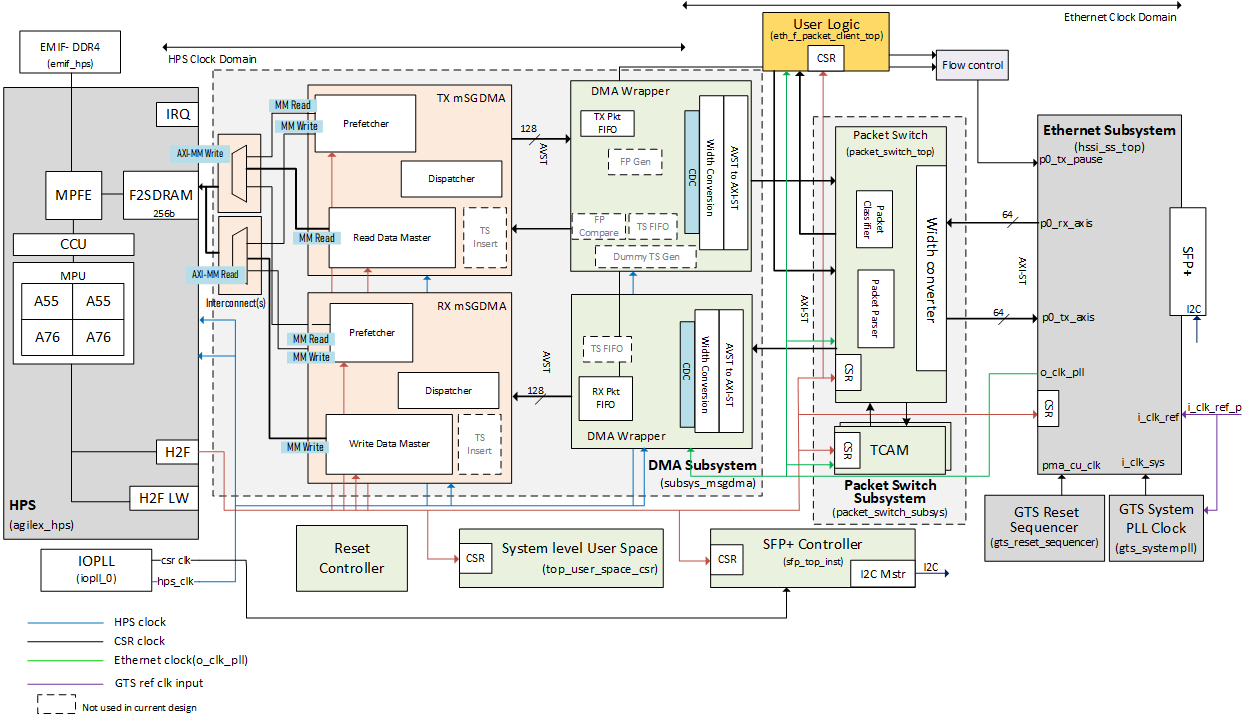 Ethernet Clock Domain
HPS Clock Domain
EMIF- DDR4
(emif_hps)
User Logic
(eth_f_packet_client_top)
CSR
Flow control
IRQ
MPFE
F2SDRAM
256b
CCU
MPU
A55
A55
A76
A76
H2F
H2F LW
HPS
(agilex_hps)
AXI-MM Write
AXI-MM Read
Interconnect(s)
MM Read
MM Write
MM Read
MM Read
MM Write
MM Write
TX mSGDMA
Prefetcher
Dispatcher
Read Data Master
TS
Insert
RX mSGDMA
Prefetcher
Dispatcher
Write Data Master
TS
Insert
128
AVST
AVST
128
DMA Wrapper
TX Pkt
FIFO
FP Gen
FP
Compare
TS FIFO
Dummy TS Gen
CDC
Width Conversion
AVST to AXI-ST
TS FIFO
RX Pkt
FIFO
CDC
Width Conversion
AVST to AXI-ST
DMA Wrapper
DMA Subsystem
(subsys_msgdma)
AXI-ST
Packet Switch
(packet_switch_top)
Packet
Classifier
Packet Parser
Width converter
CSR
CSR
TCAM
Packet Switch
Subsystem
(packet_switch_subsys)
64
AXI-ST
64
Ethernet Subsystem
(hssi_ss_top)
p0_tx_pause
p0_rx_axis
p0_tx_axis
o_clk_pll
CSR
i_clk_ref
i_clk_sys
pma_cu_clk
SFP+
I2C
i_clk_ref_p
GTS Reset
Sequencer
(gts_reset_sequencer)
GTS System
PLL Clock
(gts_systempll)
IOPLL
(iopll_0)
csr clk
hps_clk
Reset
Controller
CSR
System level User Space
(top_user_space_csr)
CSR
SFP+ Controller
(sfp_top_inst)
I2C Mstr
I2C
HPS clock
CSR clock
Ethernet clock(o_clk_pll)
GTS ref clk input
Not used in current design